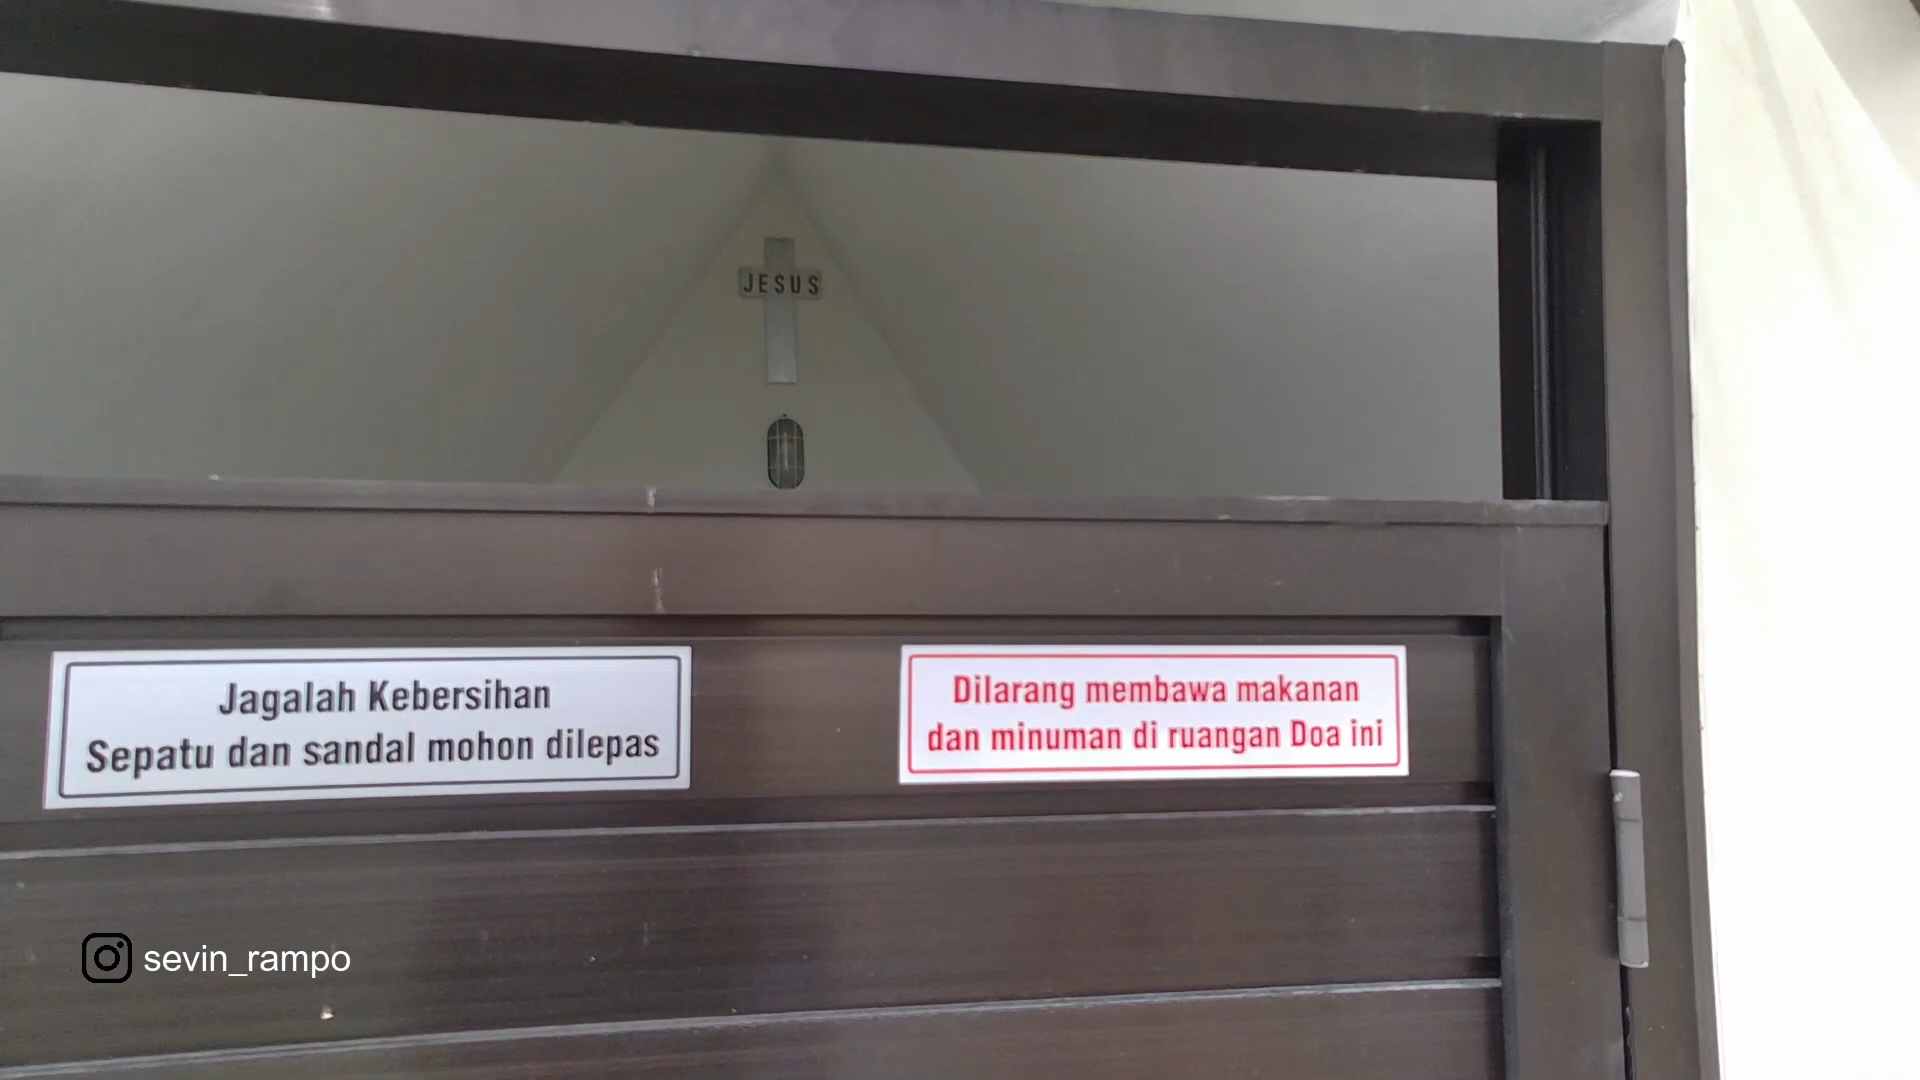 JESUS
Jagalah Kebersihan
Sepatu dan sandal mohon dilepas
Dilarang membawa makanan
dan minuman di ruangan Doa ini
sevin_rampo